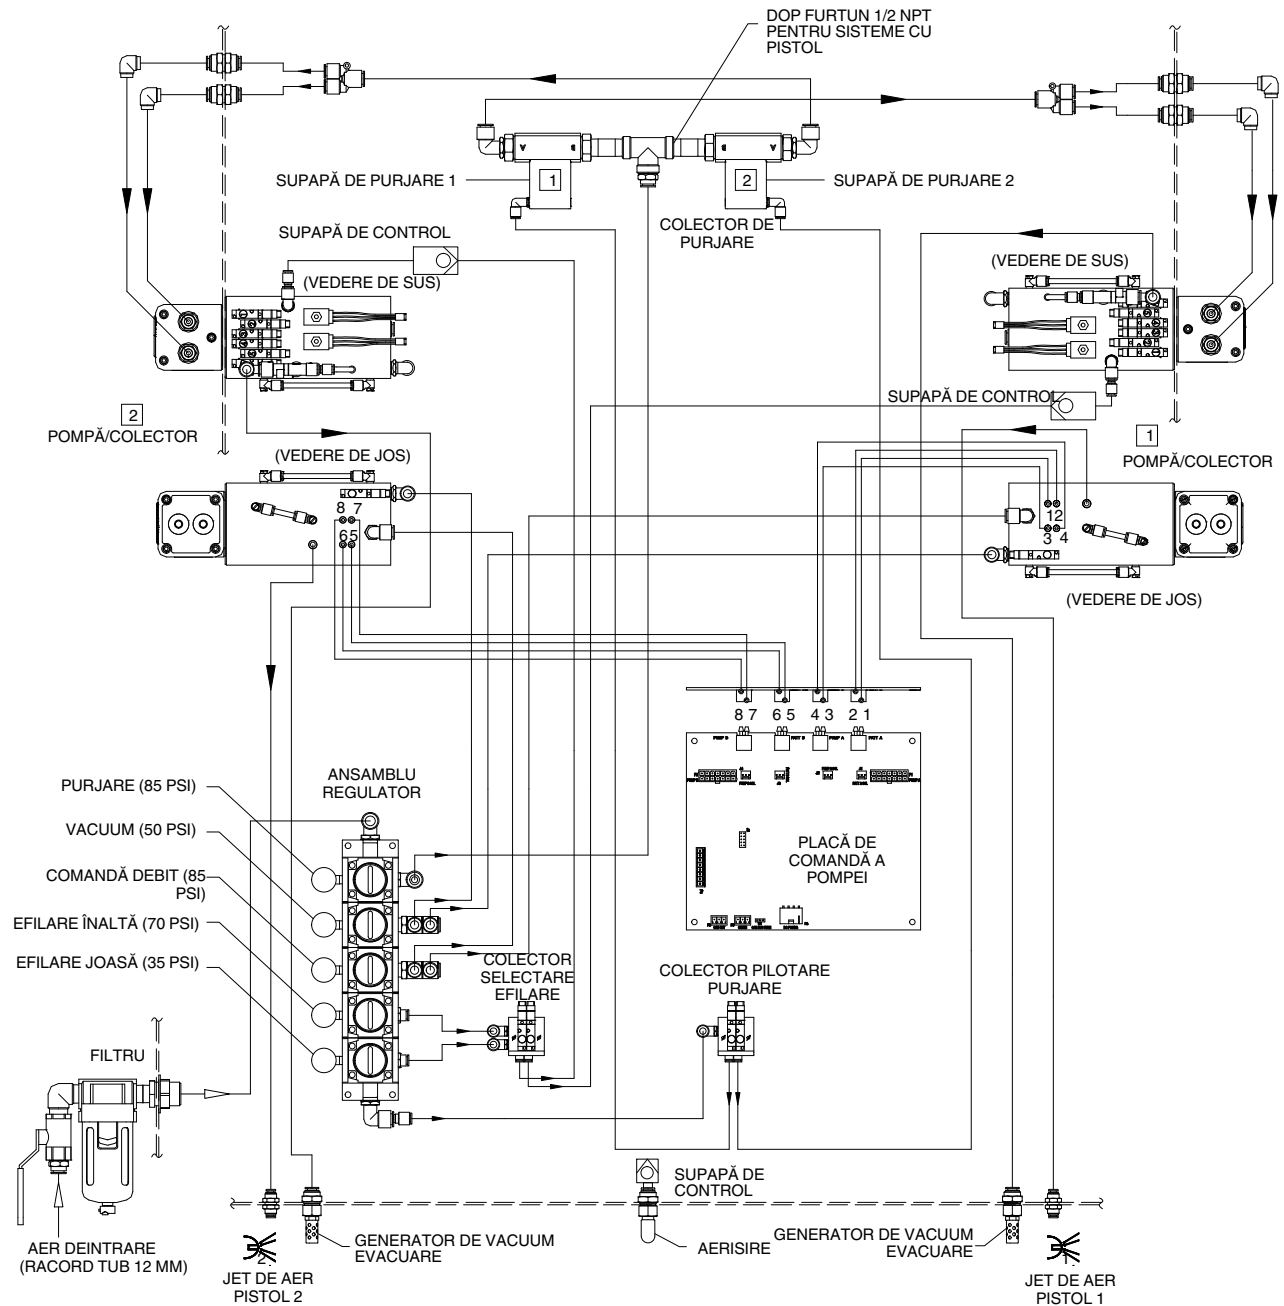 DOP FURTUN 1/2 NPT
PENTRU SISTEME CU
PISTOL
SUPAPĂ DE PURJARE 1
1
2
SUPAPĂ DE PURJARE 2
A
B
B
A
COLECTOR DE
PURJARE
SUPAPĂ DE CONTROL
(VEDERE DE SUS)
(VEDERE DE SUS)
SUPAPĂ DE CONTROL
2
POMPĂ/COLECTOR
1
POMPĂ/COLECTOR
(VEDERE DE JOS)
8 7
65
12
3 4
(VEDERE DE JOS)
8 7 6 5 4 3 2 1
PUMP B PATT B PUMP A PATT A
ANSAMBLU
REGULATOR
PURJARE (85 PSI)
VACUUM (50 PSI)
COMANDĂ DEBIT (85
PSI)
EFILARE ÎNALTĂ (70 PSI)
EFILARE JOASĂ (35 PSI)
PLACĂ DE
COMANDĂ A
POMPEI
COLECTOR
SELECTARE
EFILARE
COLECTOR PILOTARE
PURJARE
FILTRU
AER DEINTRARE
(RACORD TUB 12 MM)
SUPAPĂ DE
CONTROL
GENERATOR DE VACUUM
EVACUARE
AERISIRE
GENERATOR DE VACUUM
EVACUARE
2
JET DE AER
PISTOL 2
JET DE AER
PISTOL 1